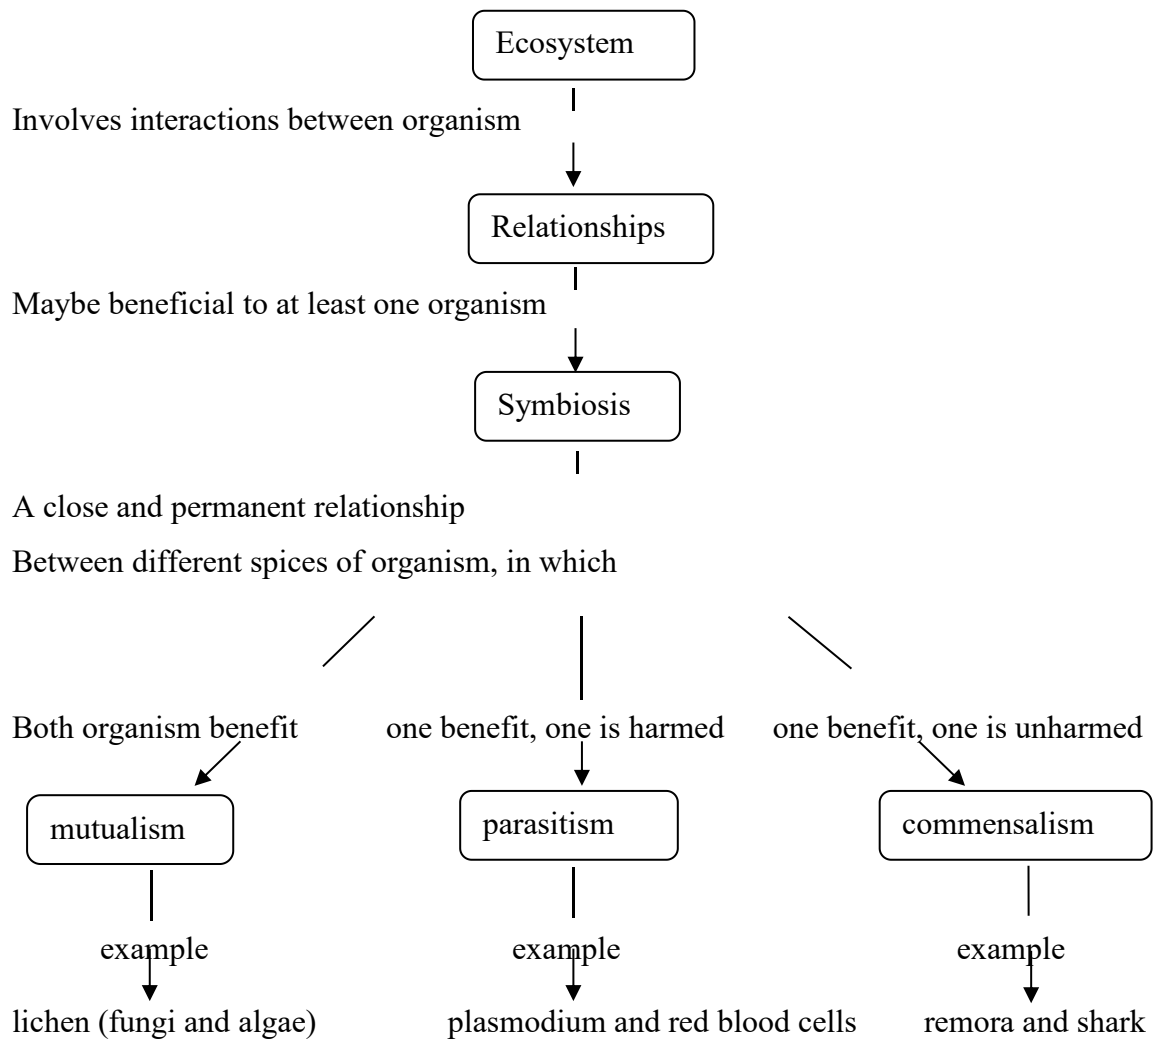 Ecosystem
Involves interactions between organism
Relationships
Maybe beneficial to at least one organism
Symbiosis
A close and permanent relationship
Between different spices of organism, in which
Both organism benefit
one benefit, one is harmed
one benefit, one is unharmed
mutualism
parasitism
commensalism
example
example
example
lichen (fungi and algae)
plasmodium and red blood cells
remora and shark